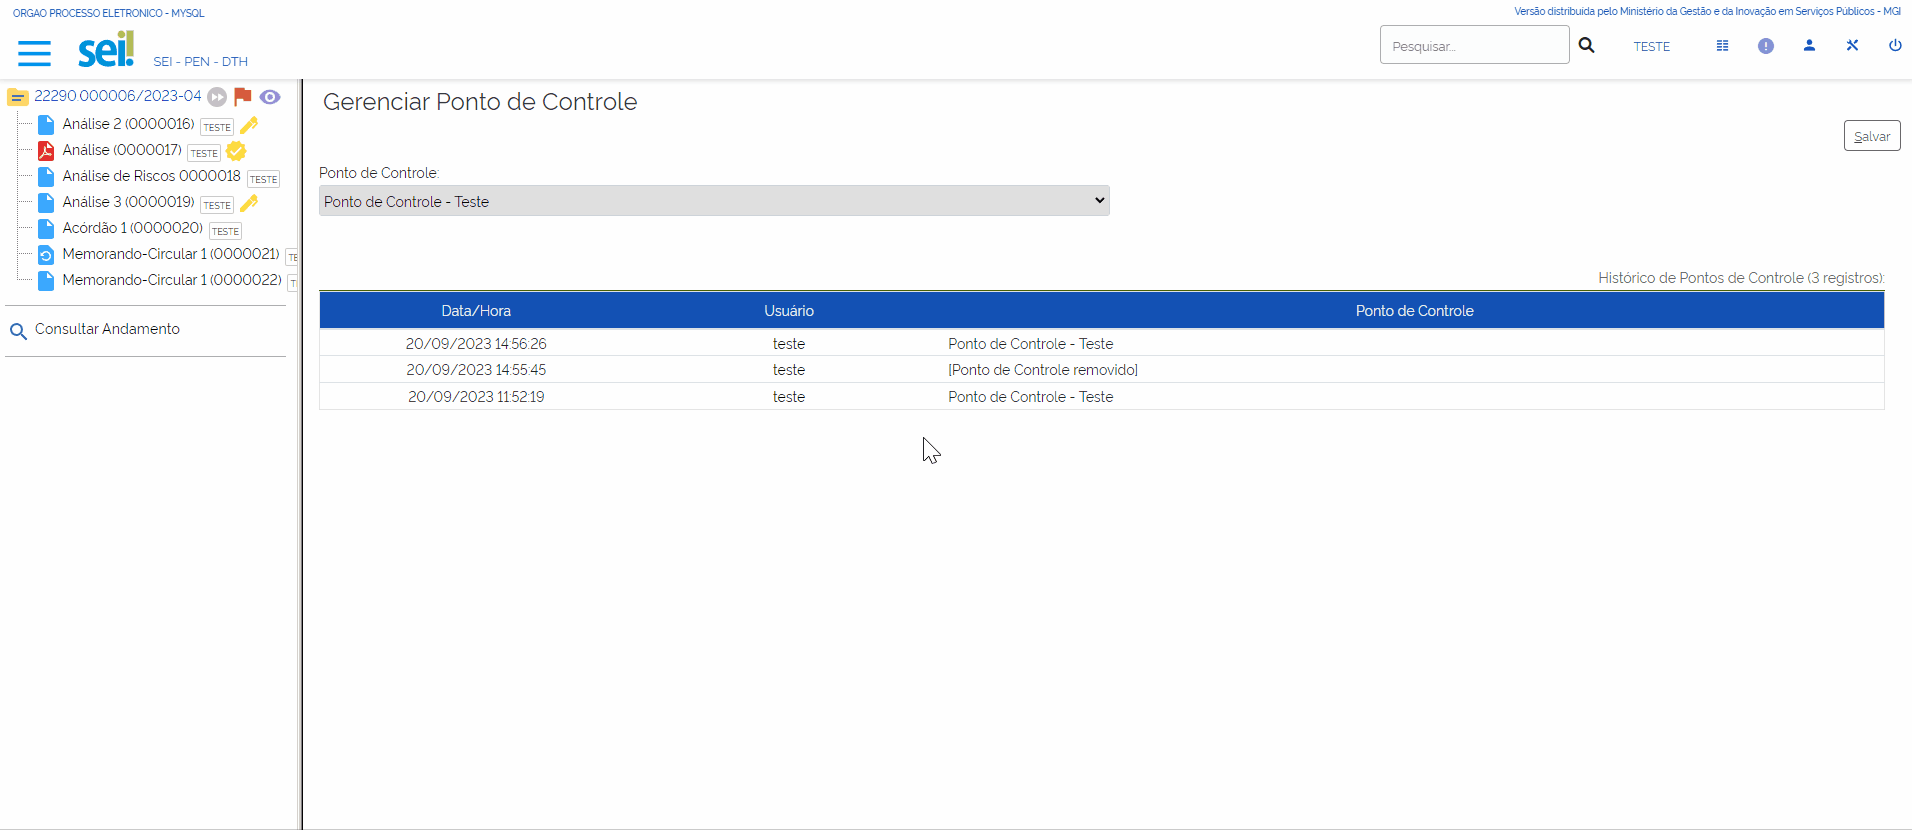 ORGAO PROCESSO ELETRONICO - MYSQL
Versão distribuída pelo Ministério da Gestão e da Inovação em Serviços Públicos - MGI
sei!
SEI - PEN - DTH
Pesquisar...
TESTE
22290.000006/2023-04
Análise 2 (0000016) TESTE
Análise (0000017) TESTE
Análise de Riscos 0000018 TESTE
Análise 3 (0000019) TESTE
Acórdão 1 (0000020) TESTE
Memorando-Circular 1 (0000021) TE
Memorando-Circular 1 (0000022) T
Consultar Andamento
Gerenciar Ponto de Controle
Salvar
Ponto de Controle:
Ponto de Controle - Teste
Histórico de Pontos de Controle (3 registros):
Data/Hora Usuário Ponto de Controle
20/09/2023 14:56:26 teste Ponto de Controle - Teste
20/09/2023 14:55:45 teste [Ponto de Controle removido]
20/09/2023 11:52:19 teste Ponto de Controle - Teste